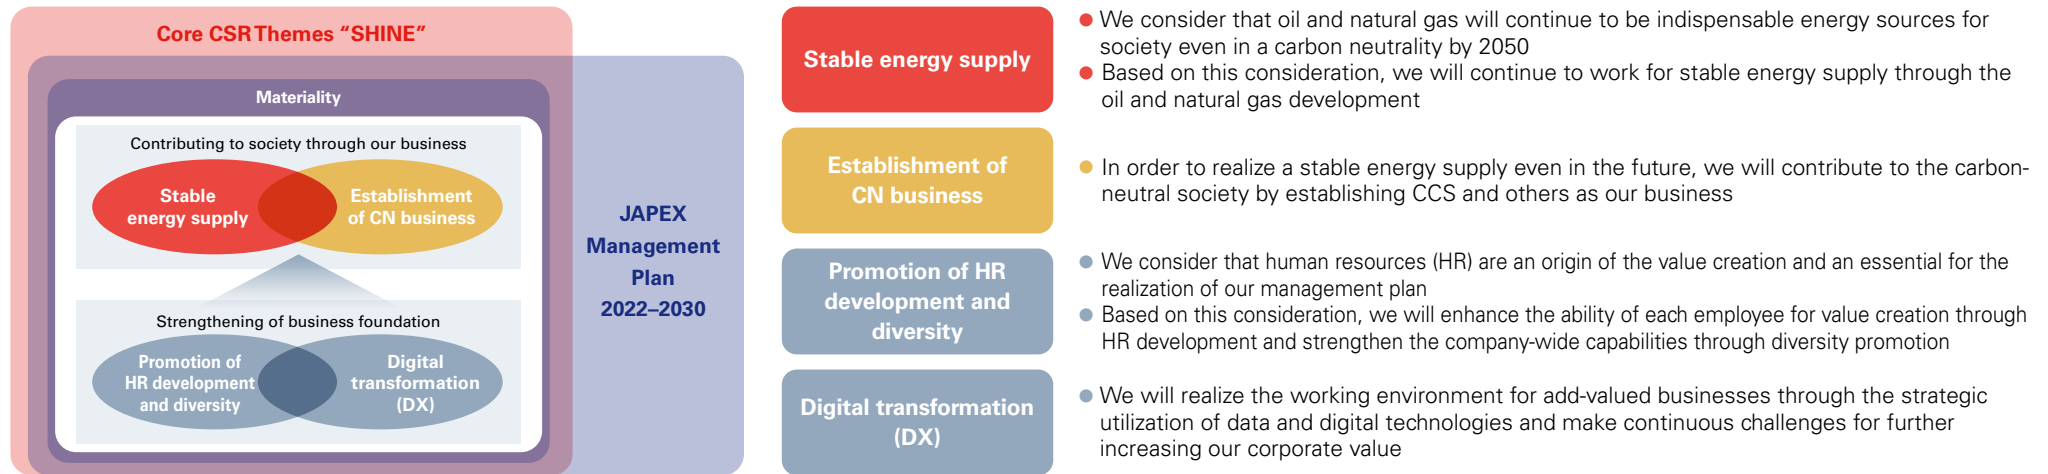 Core CSR Themes “SHINE”
Materiality
Contributing to society through our business
Stable
energy supply
Establishment
of CN business
Strengthening of business foundation
Promotion of
HR development
and diversity
Digital
transformation
(DX)
JAPEX
Management
Plan
2022–2030
Stable energy supply
● We consider that oil and natural gas will continue to be indispensable energy sources for
society even in a carbon neutrality by 2050
● Based on this consideration, we will continue to work for stable energy supply through the
oil and natural gas development
Establishment of
CN business
● In order to realize a stable energy supply even in the future, we will contribute to the carbon-
neutral society by establishing CCS and others as our business
Promotion of HR
development and
diversity
● We consider that human resources (HR) are an origin of the value creation and an essential for the
realization of our management plan
● Based on this consideration, we will enhance the ability of each employee for value creation through
HR development and strengthen the company-wide capabilities through diversity promotion
Digital transformation
(DX)
● We will realize the working environment for add-valued businesses through the strategic
utilization of data and digital technologies and make continuous challenges for further
increasing our corporate value